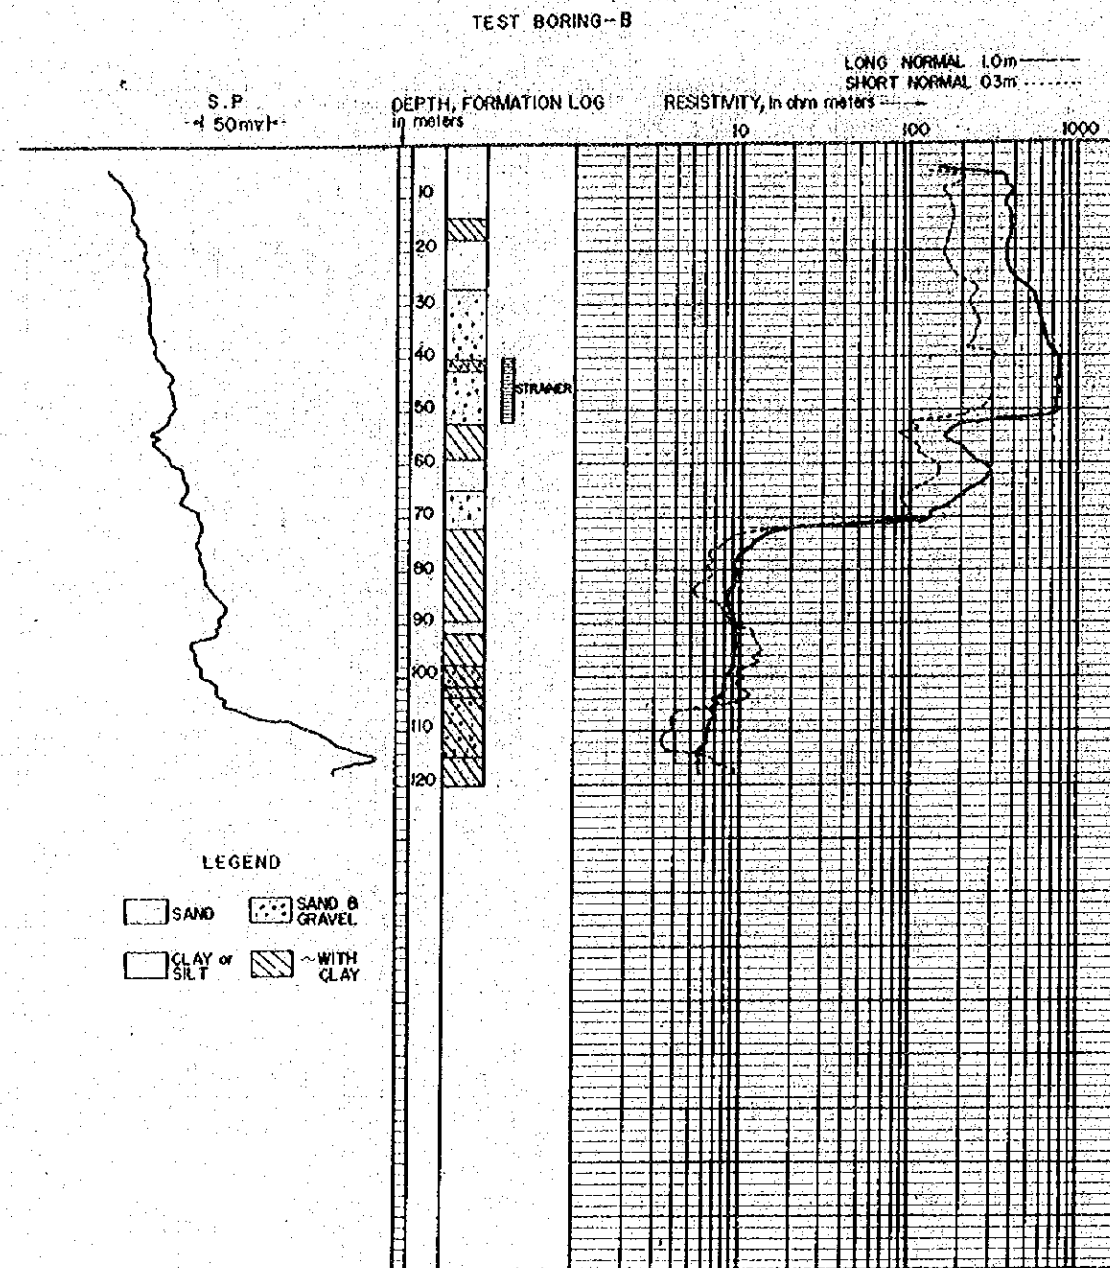 TEST BORING-B
LONG NORMAL 1.0m
SHORT NORMAL 03m
S.P
50mv
DEPTH, FORMATION LOG
in meters
RESISTIVITY, in ohm meters
10
100
1000
10
20
30
40
50
60
70
80
90
100
110
120
STRAINER
LEGEND
SAND
SAND &
GRAVEL
CLAY or
SILT
~WITH
CLAY